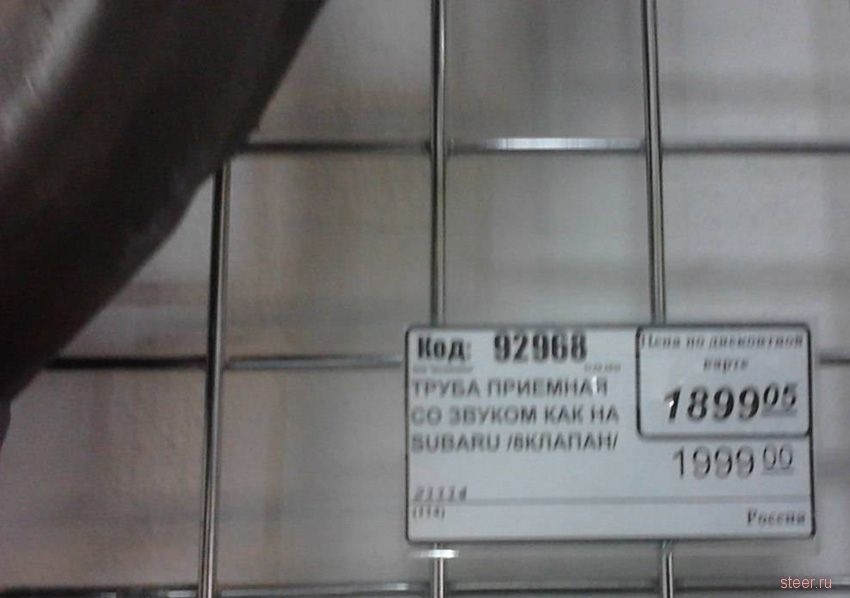 Код: 92968
ТРУБА ПРИЕМНАЯ
СО ЗВУКОМ КАК НА
SUBARU /8КЛАПАН/
21114
(114)
Цена по дисконтной
карте
1899 05
1999 00
Россия
steer.ru